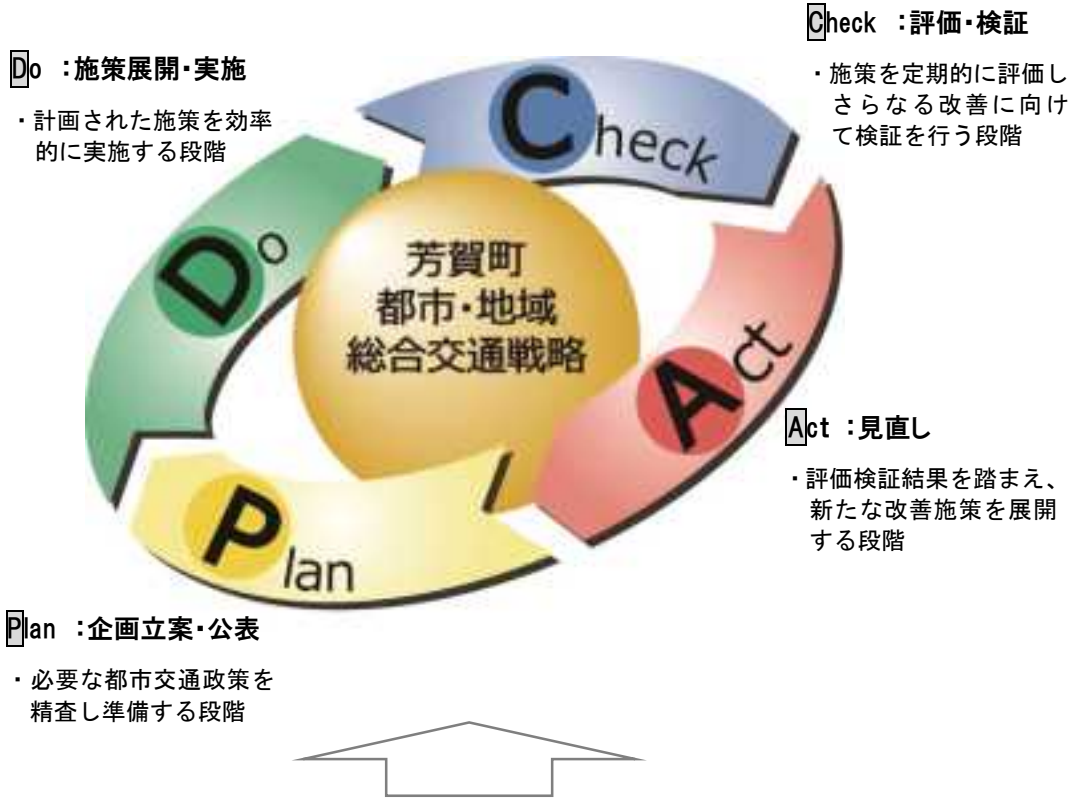 Check ：評価・検証
・施策を定期的に評価し
さらなる改善に向け
て検証を行う段階
Do ：施策展開・実施
・計画された施策を効率
的に実施する段階
Check
Do
芳賀町
都市・地域
総合交通戦略
Act
Plan
Act ：見直し
・評価検証結果を踏まえ、
新たな改善施策を展開
する段階
Plan ：企画立案・公表
・必要な都市交通政策を
精査し準備する段階